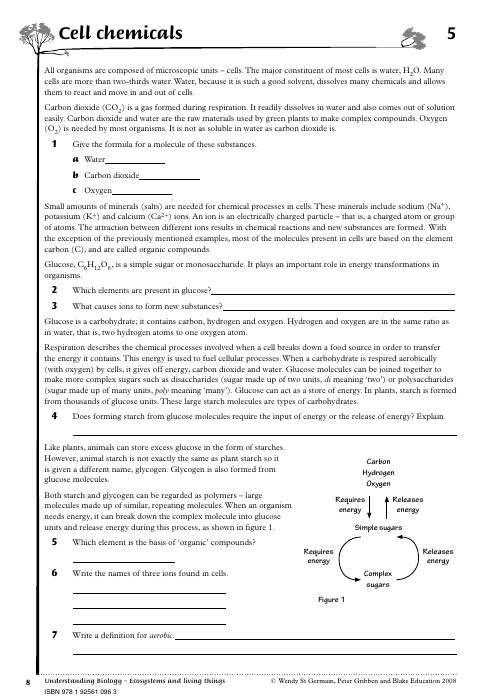 Cell chemicals
5
All organisms are composed of microscopic units – cells. The major constituent of most cells is water, H₂O. Many
cells are more than two-thirds water. Water, because it is such a good solvent, dissolves many chemicals and allows
them to react and move in and out of cells.
Carbon dioxide (CO₂) is a gas formed during respiration. It readily dissolves in water and also comes out of solution
easily. Carbon dioxide and water are the raw materials used by green plants to make complex compounds. Oxygen
(O₂) is needed by most organisms. It is not as soluble in water as carbon dioxide is.
1 Give the formula for a molecule of these substances.
a Water
b Carbon dioxide
c Oxygen
Small amounts of minerals (salts) are needed for chemical processes in cells. These minerals include sodium (Na⁺),
potassium (K⁺) and calcium (Ca²⁺) ions. An ion is an electrically charged particle – that is, a charged atom or group
of atoms. The attraction between different ions results in chemical reactions and new substances are formed. With
the exception of the previously mentioned examples, most of the molecules present in cells are based on the element
carbon (C), and are called organic compounds.
Glucose, C₆H₁₂O₆, is a simple sugar or monosaccharide. It plays an important role in energy transformations in
organisms.
2 Which elements are present in glucose?
3 What causes ions to form new substances?
Glucose is a carbohydrate; it contains carbon, hydrogen and oxygen. Hydrogen and oxygen are in the same ratio as
in water, that is, two hydrogen atoms to one oxygen atom.
Respiration describes the chemical processes involved when a cell breaks down a food source in order to transfer
the energy it contains. This energy is used to fuel cellular processes. When a carbohydrate is respired aerobically
(with oxygen) by cells, it gives off energy, carbon dioxide and water. Glucose molecules can be joined together to
make more complex sugars such as disaccharides (sugar made up of two units, di meaning 'two') or polysaccharides
(sugar made up of many units, poly meaning 'many'). Glucose can act as a store of energy. In plants, starch is formed
from thousands of glucose units. These large starch molecules are types of carbohydrates.
4 Does forming starch from glucose molecules require the input of energy or the release of energy? Explain.
Like plants, animals can store excess glucose in the form of starches.
However, animal starch is not exactly the same as plant starch so it
is given a different name, glycogen. Glycogen is also formed from
glucose molecules.
Both starch and glycogen can be regarded as polymers – large
molecules made up of similar, repeating molecules. When an organism
needs energy, it can break down the complex molecule into glucose
units and release energy during this process, as shown in figure 1.
5 Which element is the basis of 'organic' compounds?
6 Write the names of three ions found in cells.
Carbon
Hydrogen
Oxygen
Requires
energy
Releases
energy
Simple sugars
Requires
energy
Releases
energy
Complex
sugars
Figure 1
7 Write a definition for aerobic.
8 Understanding Biology – Ecosystems and living things
© Wendy St Germain, Peter Gribben and Blake Education 2008
ISBN 978 1 92561 096 3